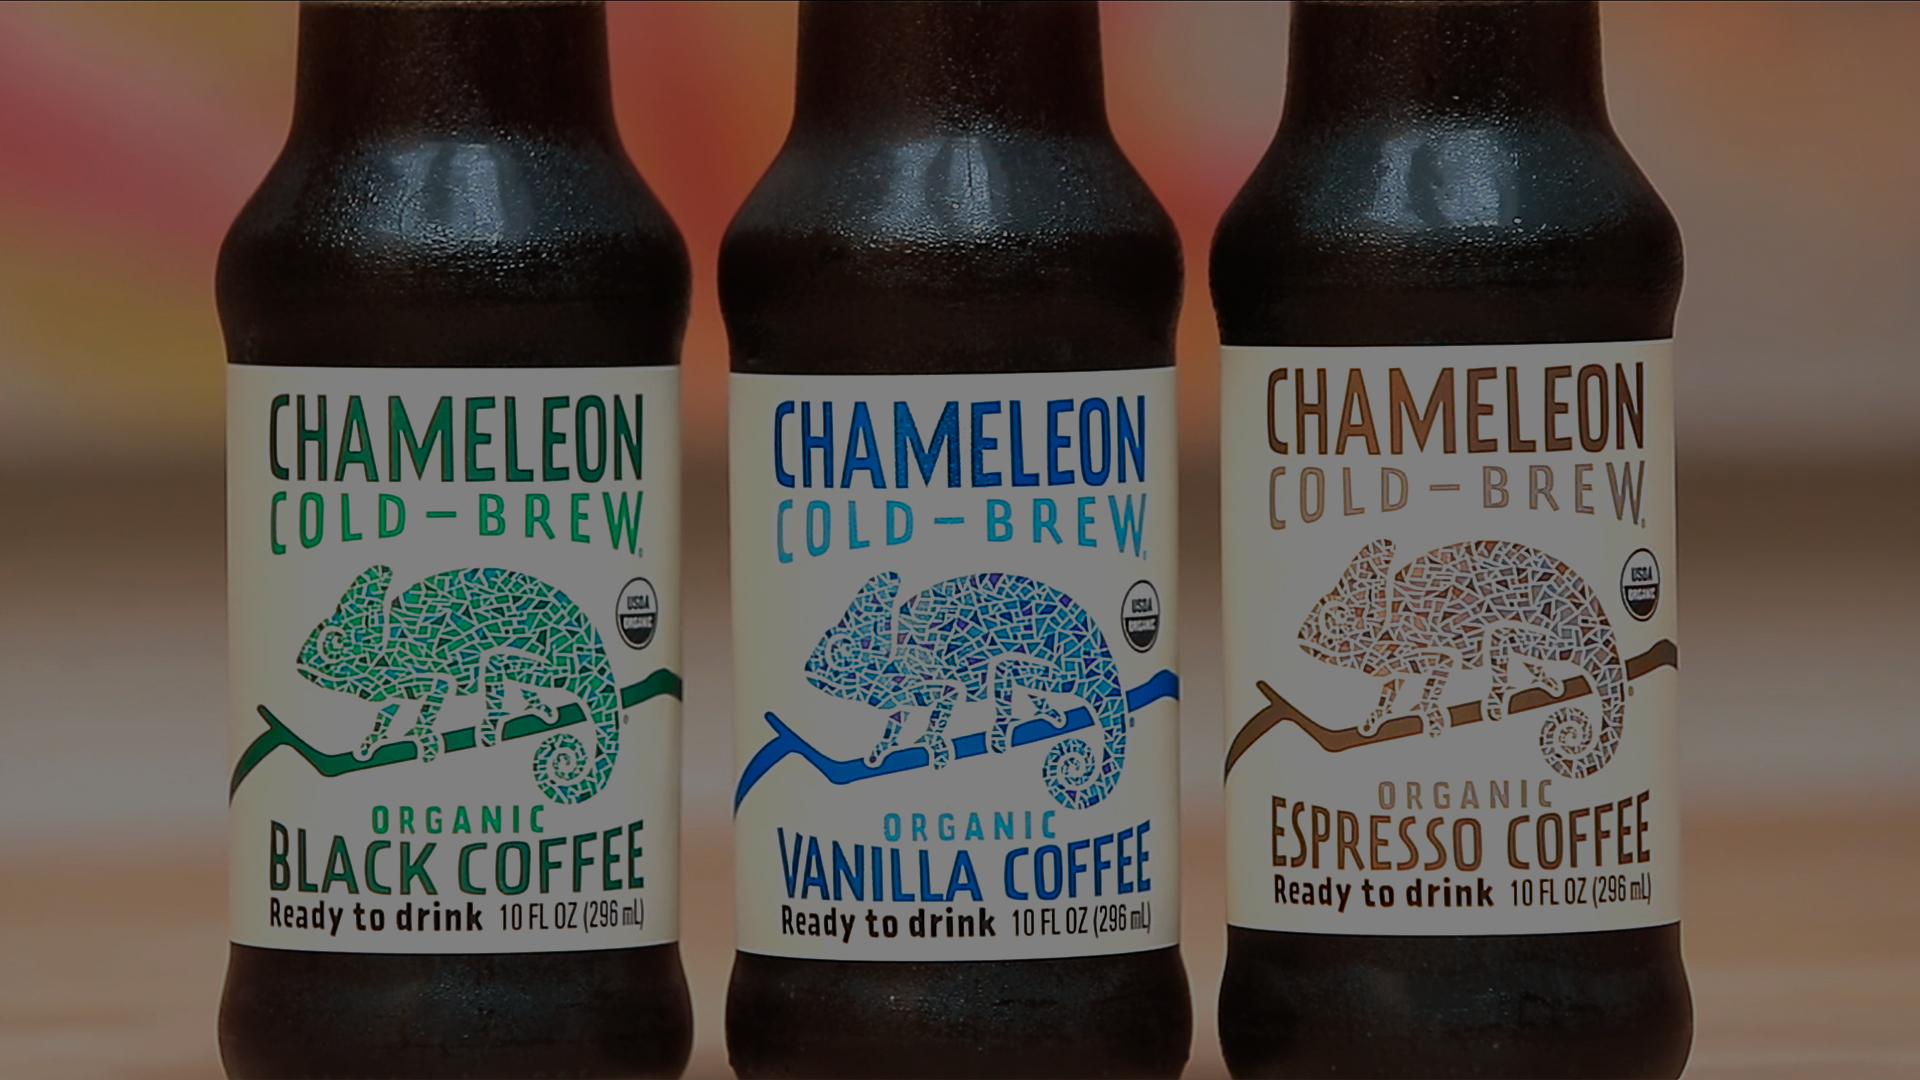 CHAMELEON
COLD-BREW
USDA
ORGANIC
ORGANIC
BLACK COFFEE
Ready to drink 10 FL OZ (296 mL)
CHAMELEON
COLD-BREW
USDA
ORGANIC
ORGANIC
VANILLA COFFEE
Ready to drink 10 FL OZ (296 mL)
CHAMELEON
COLD-BREW
USDA
ORGANIC
ORGANIC
ESPRESSO COFFEE
Ready to drink 10 FL OZ (296 mL)